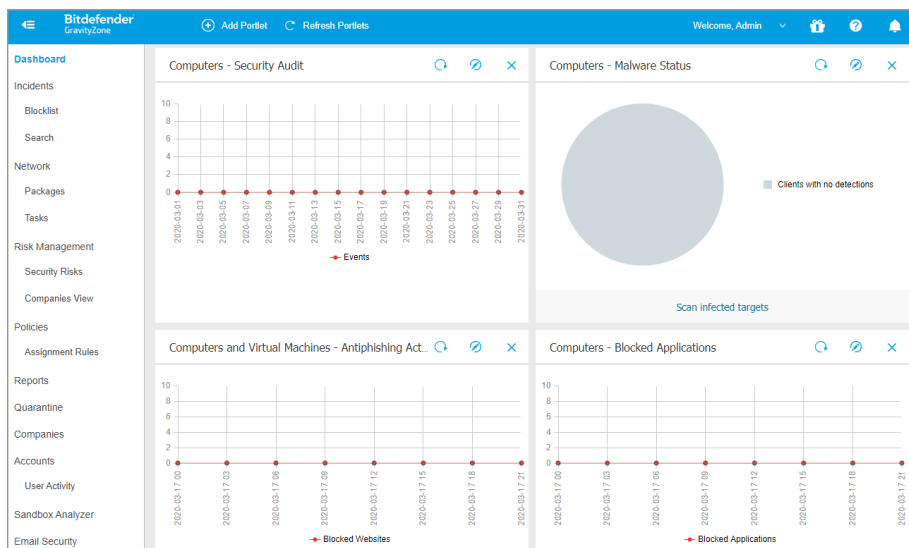 Bitdefender
GravityZone
Add Portlet
Refresh Portlets
Welcome, Admin
Dashboard
Incidents
Blocklist
Search
Network
Packages
Tasks
Risk Management
Security Risks
Companies View
Policies
Assignment Rules
Reports
Quarantine
Companies
Accounts
User Activity
Sandbox Analyzer
Email Security
Computers - Security Audit
10
8
6
4
2
0
2020-03-01
2020-03-03
2020-03-05
2020-03-07
2020-03-09
2020-03-11
2020-03-13
2020-03-15
2020-03-17
2020-03-19
2020-03-21
2020-03-23
2020-03-25
2020-03-27
2020-03-29
2020-03-31
Events
Computers - Malware Status
Clients with no detections
Scan infected targets
Computers and Virtual Machines - Antiphishing Act...
10
8
6
4
2
0
2020-03-17 00
2020-03-17 03
2020-03-17 06
2020-03-17 09
2020-03-17 12
2020-03-17 15
2020-03-17 18
2020-03-17 21
Blocked Websites
Computers - Blocked Applications
10
8
6
4
2
0
2020-03-17 00
2020-03-17 03
2020-03-17 06
2020-03-17 09
2020-03-17 12
2020-03-17 15
2020-03-17 18
2020-03-17 21
Blocked Applications